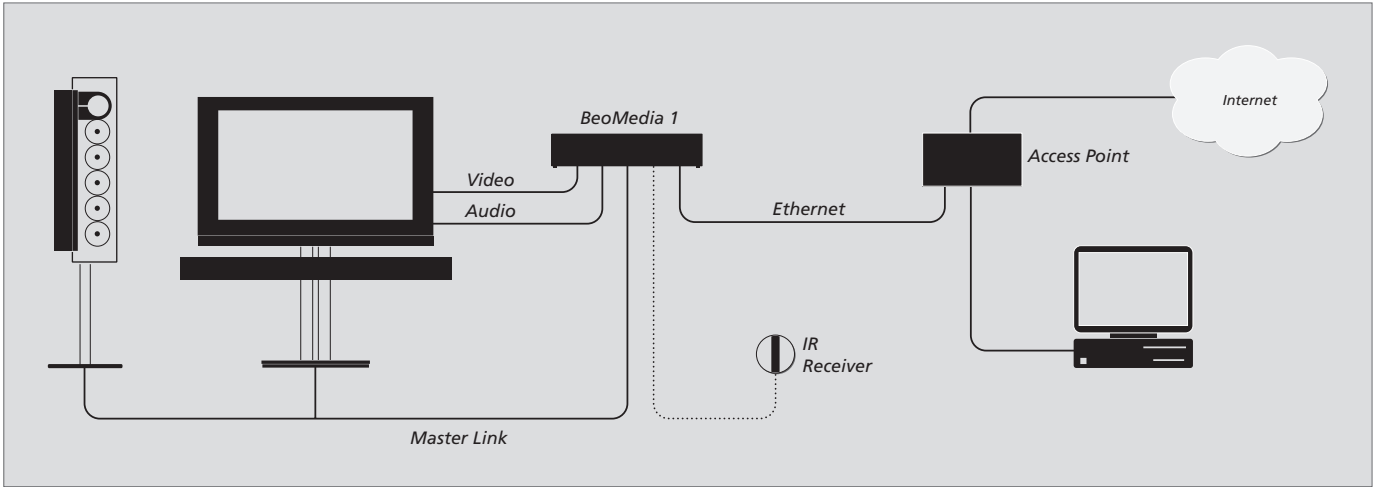 Internet
BeoMedia 1
Access Point
Video
Audio
Ethernet
IR
Receiver
Master Link